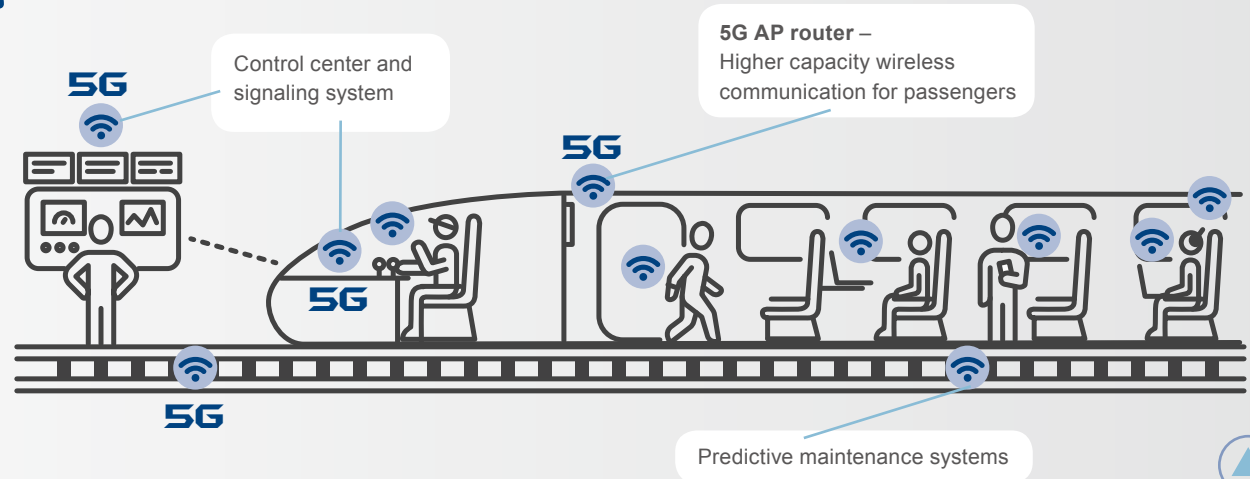 5G
Control center and
signaling system
5G AP router –
Higher capacity wireless
communication for passengers
5G
5G
5G
Predictive maintenance systems